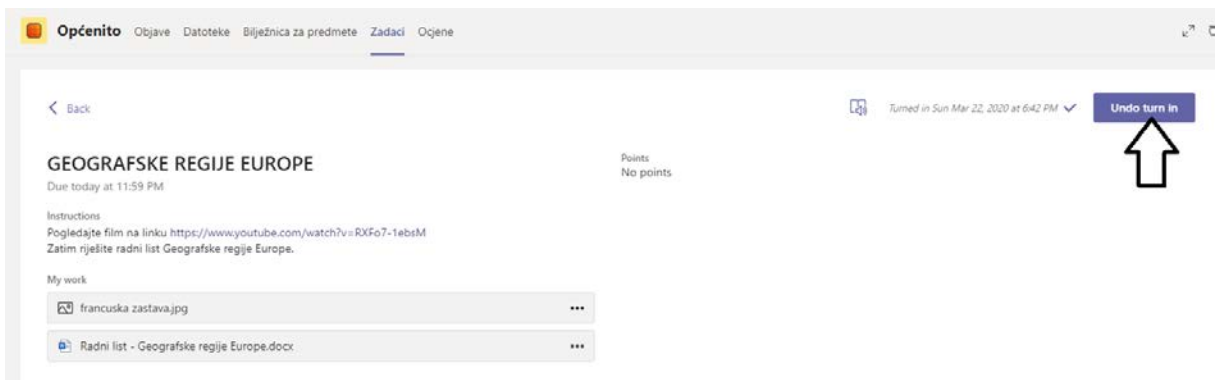 Općenito Objave Datoteke Bilježnica za predmete Zadaci Ocjene
Back
Turned in Sun Mar 22, 2020 at 6:42 PM
Undo turn in
GEOGRAFSKE REGIJE EUROPE
Due today at 11:59 PM
Points
No points
Instructions
Pogledajte film na linku https://www.youtube.com/watch?v=RXFo7-1ebsM
Zatim riješite radni list Geografske regije Europe.
My work
francuska zastava.jpg
Radni list - Geografske regije Europe.docx